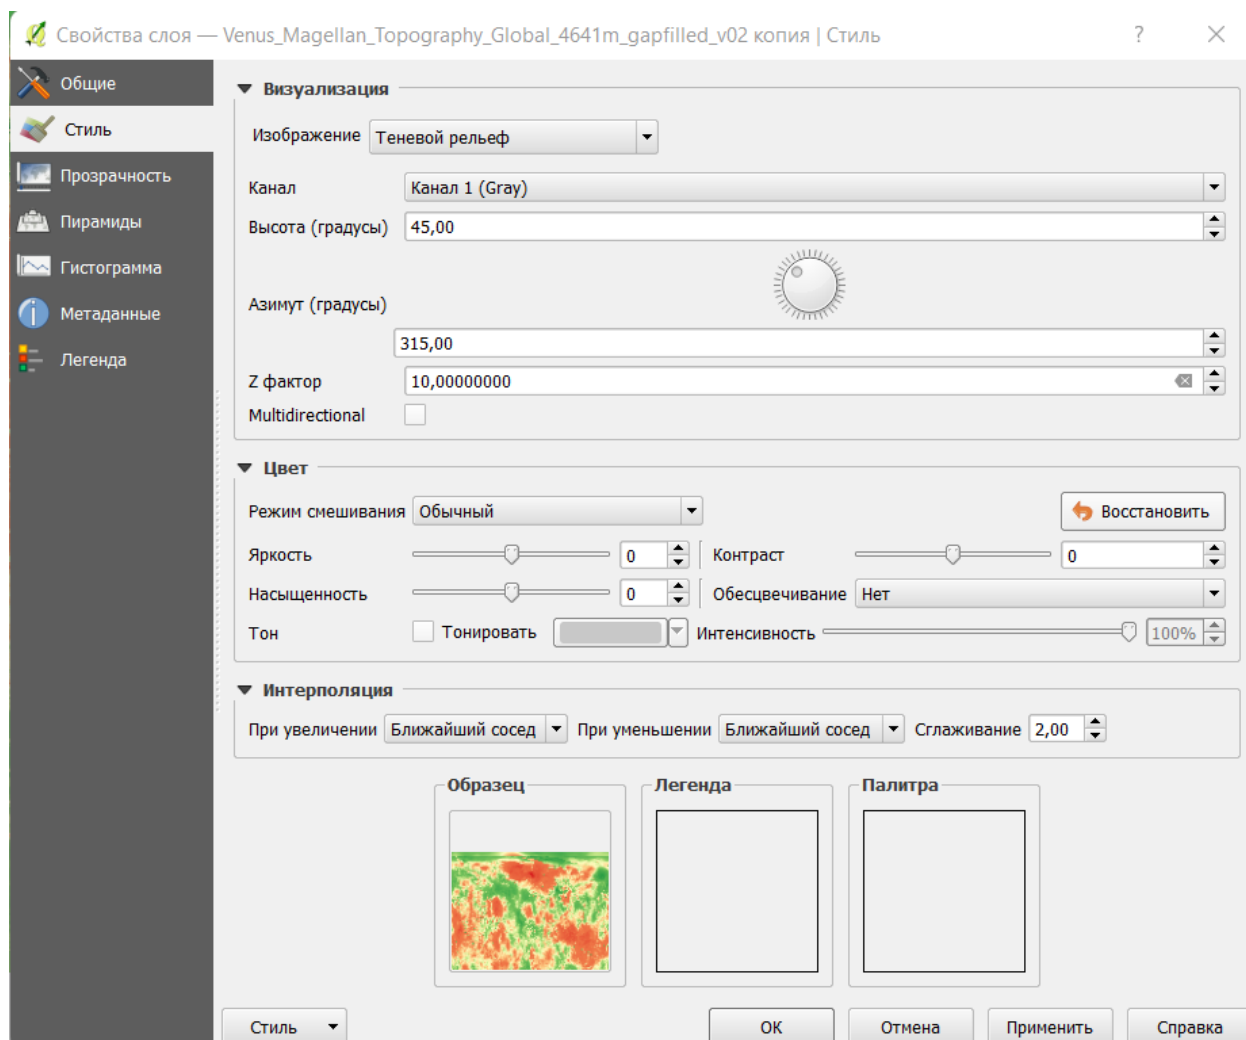 Свойства слоя — Venus_Magellan_Topography_Global_4641m_gapfilled_v02 копия | Стиль ?
Общие
Стиль
Прозрачность
Пирамиды
Гистограмма
Метаданные
Легенда
Визуализация
Изображение Теневой рельеф
Канал Канал 1 (Gray)
Высота (градусы) 45,00
Азимут (градусы)
315,00
Z фактор 10,00000000
Multidirectional
Цвет
Режим смешивания Обычный Восстановить
Яркость 0 Контраст 0
Насыщенность 0 Обесцвечивание Нет
Тон Тонировать Интенсивность 100%
Интерполяция
При увеличении Ближайший сосед При уменьшении Ближайший сосед Сглаживание 2,00
Образец Легенда Палитра
Стиль ОК Отмена Применить Справка